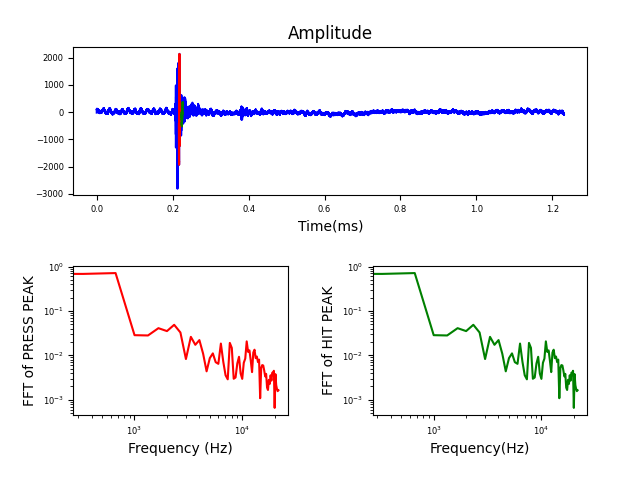 Amplitude
2000
1000
0
−1000
−2000
−3000
0.0 0.2 0.4 0.6 0.8 1.0 1.2
Time(ms)
FFT of PRESS PEAK
10⁰
10⁻¹
10⁻²
10⁻³
10³ 10⁴
Frequency (Hz)
FFT of HIT PEAK
10⁰
10⁻¹
10⁻²
10⁻³
10³ 10⁴
Frequency(Hz)